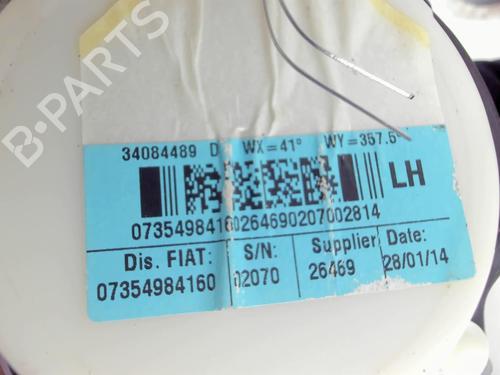 34084489 D WX=41° WY=357.5°
LH
07354984160264690207002814
Dis. FIAT: S/N: Supplier Date:
07354984160 02070 26469 28/01/14
B-PARTS